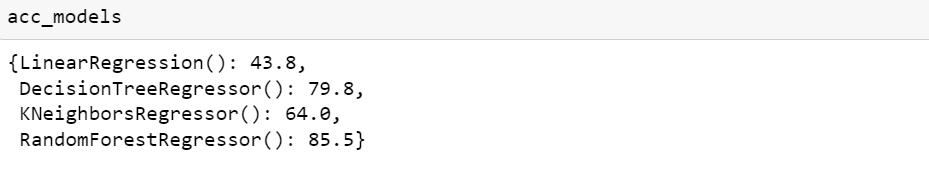 acc_models
{LinearRegression(): 43.8,
 DecisionTreeRegressor(): 79.8,
 KNeighborsRegressor(): 64.0,
 RandomForestRegressor(): 85.5}